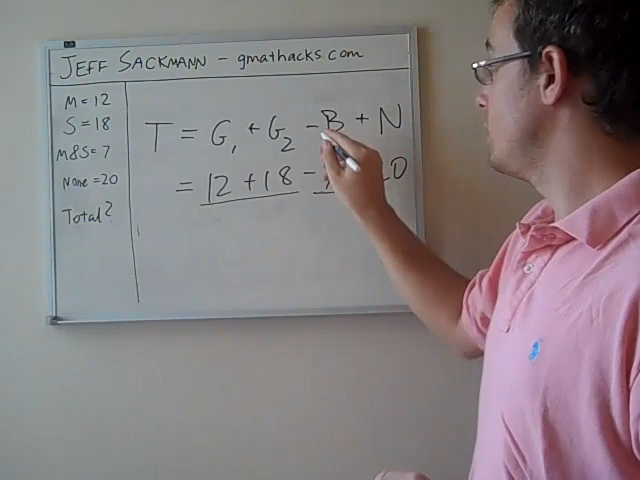 JEFF SACKMANN - gmathacks.com
M = 12
S = 18
M&S = 7
None = 20
Total?
T = G₁ + G₂ - B + N
= 12 + 18 -